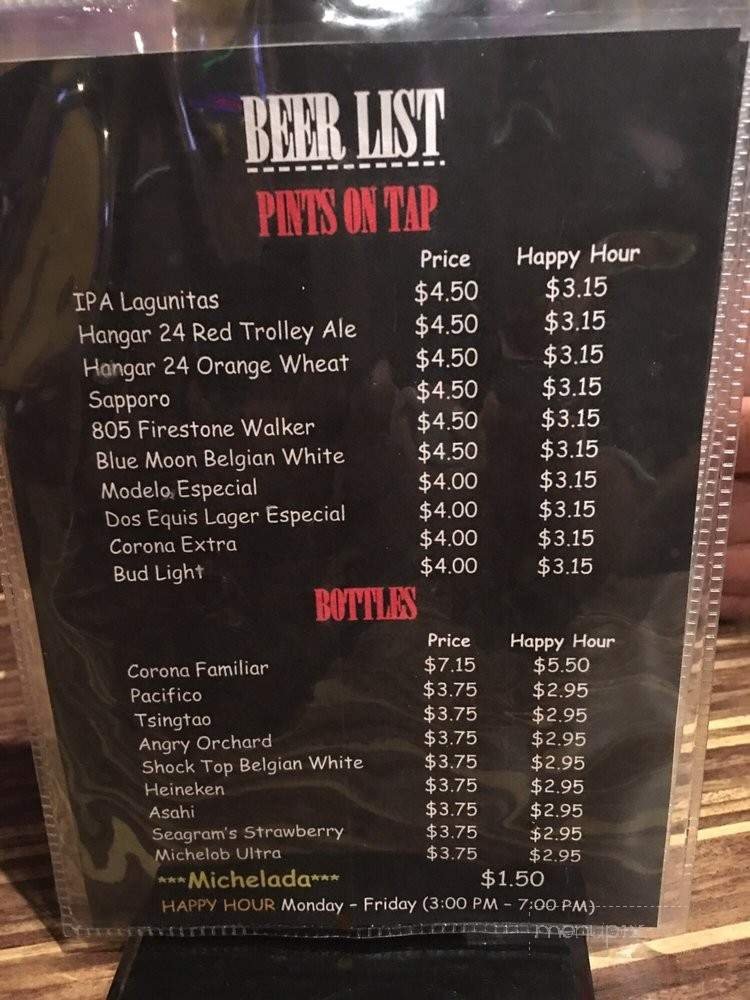 BEER LIST
PINTS ON TAP
Price Happy Hour
IPA Lagunitas $4.50 $3.15
Hangar 24 Red Trolley Ale $4.50 $3.15
Hangar 24 Orange Wheat $4.50 $3.15
Sapporo $4.50 $3.15
805 Firestone Walker $4.50 $3.15
Blue Moon Belgian White $4.50 $3.15
Modelo Especial $4.00 $3.15
Dos Equis Lager Especial $4.00 $3.15
Corona Extra $4.00 $3.15
Bud Light $4.00 $3.15
BOTTLES
Price Happy Hour
Corona Familiar $7.15 $5.50
Pacifico $3.75 $2.95
Tsingtao $3.75 $2.95
Angry Orchard $3.75 $2.95
Shock Top Belgian White $3.75 $2.95
Heineken $3.75 $2.95
Asahi $3.75 $2.95
Seagram's Strawberry $3.75 $2.95
Michelob Ultra $3.75 $2.95
***Michelada*** $1.50
HAPPY HOUR Monday - Friday (3:00 PM - 7:00 PM)
menupix